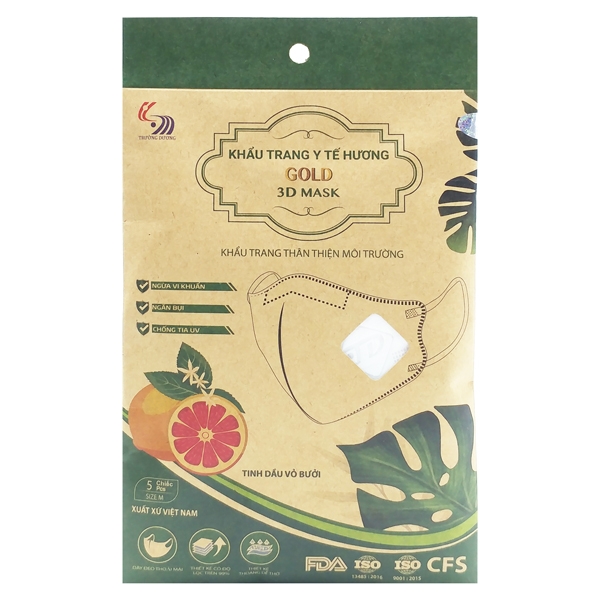 TRƯỜNG DƯƠNG
KHẨU TRANG Y TẾ HƯƠNG
GOLD
3D MASK
KHẨU TRANG THÂN THIỆN MÔI TRƯỜNG
NGỪA VI KHUẨN
NGĂN BỤI
CHỐNG TIA UV
TINH DẦU VỎ BƯỞI
5 Chiếc
Pcs
SIZE M
XUẤT XỨ VIỆT NAM
FDA ISO ISO CFS
13485 : 2016 9001 : 2015